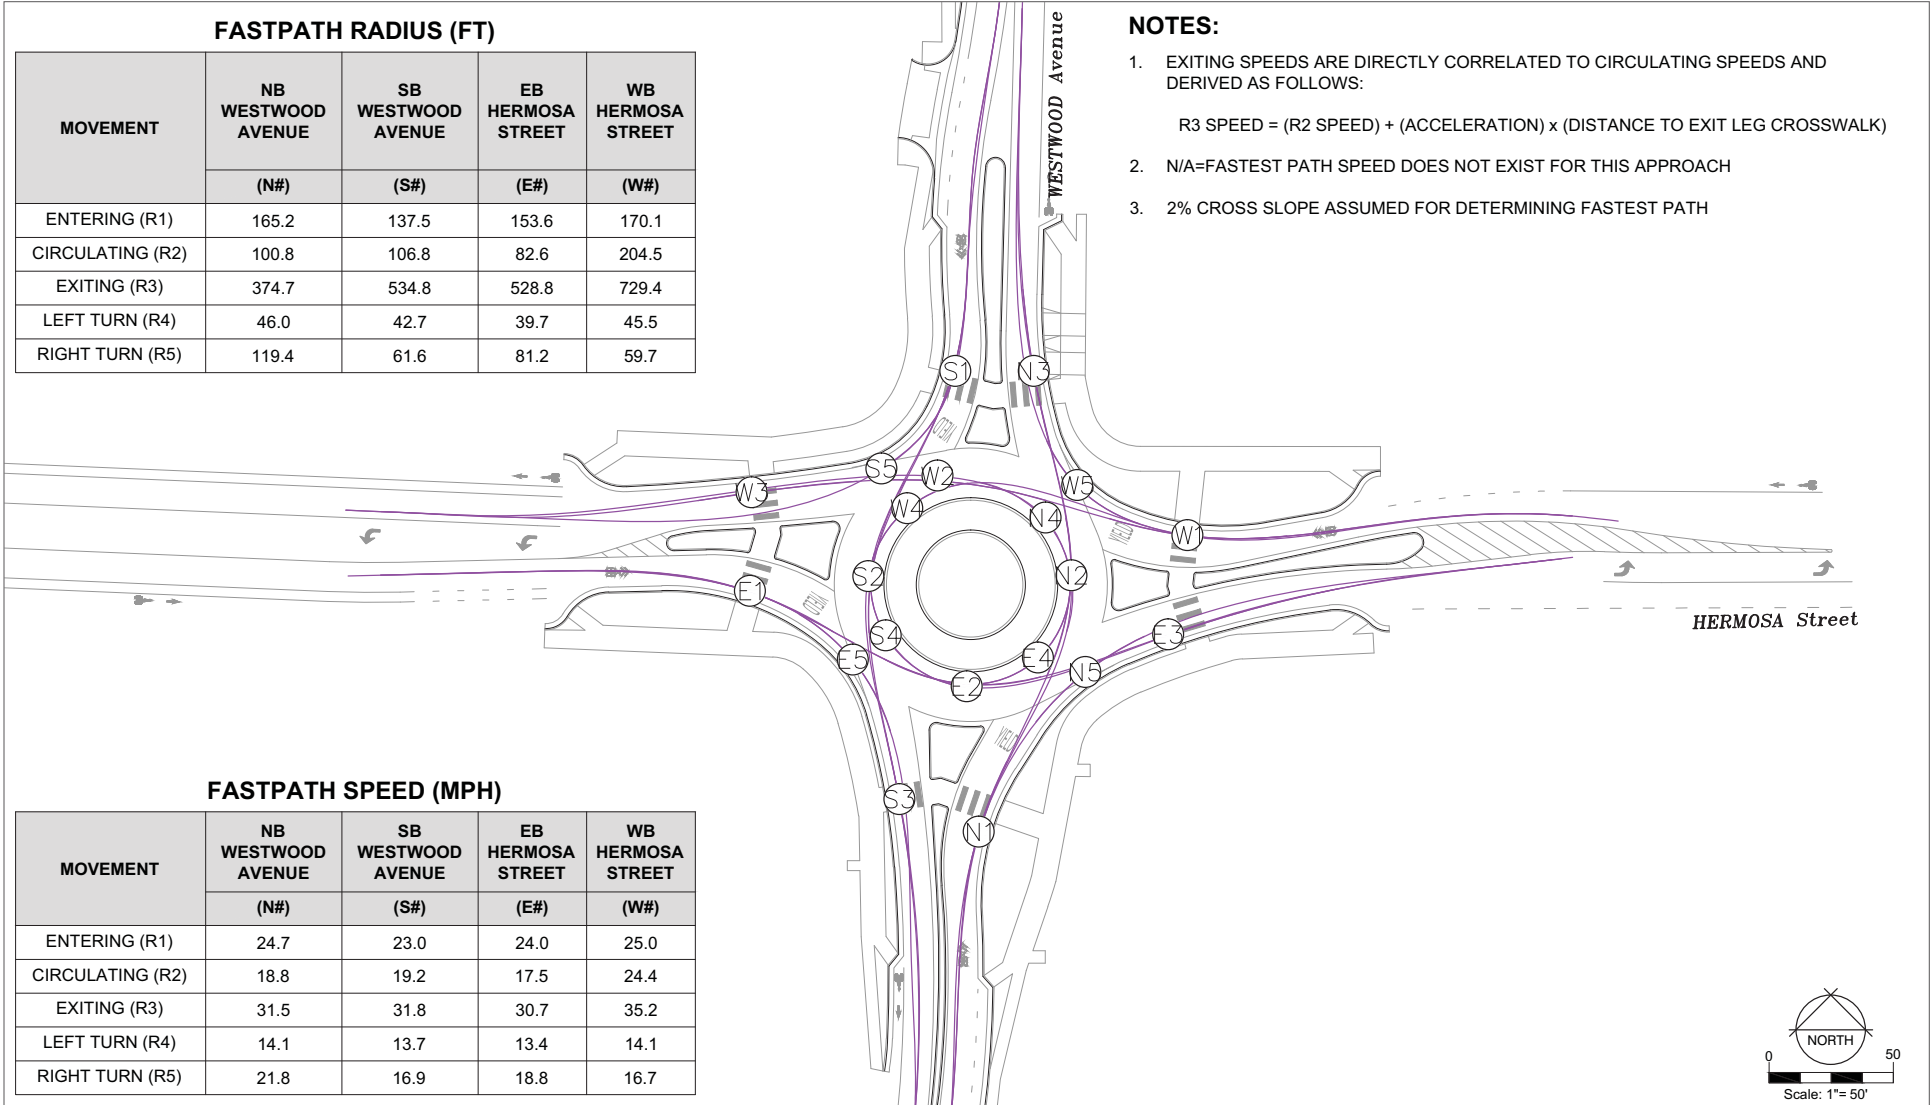 FASTPATH RADIUS (FT)
MOVEMENT
NB WESTWOOD AVENUE
SB WESTWOOD AVENUE
EB HERMOSA STREET
WB HERMOSA STREET
(N#) (S#) (E#) (W#)
ENTERING (R1) 165.2 137.5 153.6 170.1
CIRCULATING (R2) 100.8 106.8 82.6 204.5
EXITING (R3) 374.7 534.8 528.8 729.4
LEFT TURN (R4) 46.0 42.7 39.7 45.5
RIGHT TURN (R5) 119.4 61.6 81.2 59.7
NOTES:
1. EXITING SPEEDS ARE DIRECTLY CORRELATED TO CIRCULATING SPEEDS AND
DERIVED AS FOLLOWS:
R3 SPEED = (R2 SPEED) + (ACCELERATION) x (DISTANCE TO EXIT LEG CROSSWALK)
2. N/A=FASTEST PATH SPEED DOES NOT EXIST FOR THIS APPROACH
3. 2% CROSS SLOPE ASSUMED FOR DETERMINING FASTEST PATH
WESTWOOD Avenue
S1
N3
YIELD
S5
W2
W5
W3
W4
N4
YIELD
W1
S2
N2
E1
YIELD
S4
E3
E5
E4
N5
E2
YIELD
S3
N1
HERMOSA Street
FASTPATH SPEED (MPH)
MOVEMENT
NB WESTWOOD AVENUE
SB WESTWOOD AVENUE
EB HERMOSA STREET
WB HERMOSA STREET
(N#) (S#) (E#) (W#)
ENTERING (R1) 24.7 23.0 24.0 25.0
CIRCULATING (R2) 18.8 19.2 17.5 24.4
EXITING (R3) 31.5 31.8 30.7 35.2
LEFT TURN (R4) 14.1 13.7 13.4 14.1
RIGHT TURN (R5) 21.8 16.9 18.8 16.7
NORTH
0 50
Scale: 1"= 50'